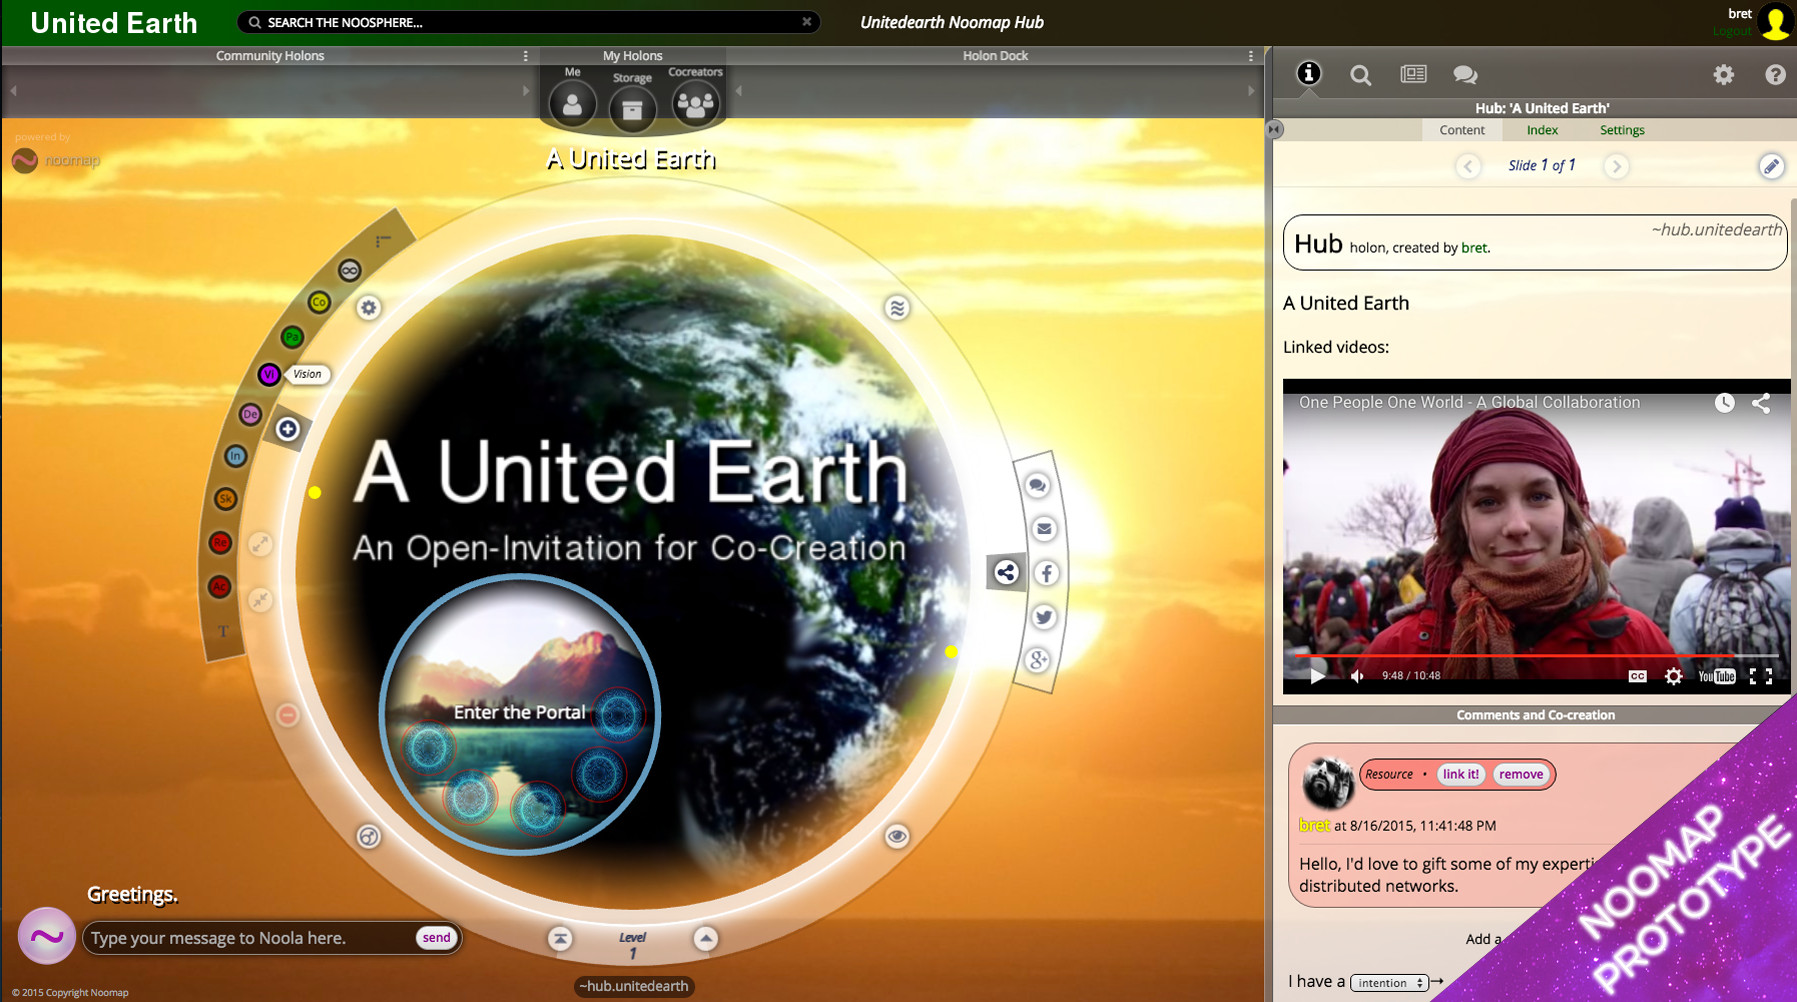 United Earth
SEARCH THE NOOSPHERE...
Unitedearth Noomap Hub
bret
Logout
Community Holons
My Holons
Holon Dock
Me
Storage
Cocreators
powered by
noomap
A United Earth
Co
Pa
Vi
Vision
De
In
Sk
Re
Ac
T
A United Earth
An Open-Invitation for Co-Creation
Enter the Portal
g+
Level
1
~hub.unitedearth
Greetings.
Type your message to Noola here.
send
© 2015 Copyright Noomap
Hub: 'A United Earth'
Content
Index
Settings
Slide 1 of 1
~hub.unitedearth
Hub holon, created by bret.
A United Earth
Linked videos:
One People One World - A Global Collaboration
9:48 / 10:48
CC
YouTube
Comments and Co-creation
Resource • link it! remove
bret at 8/16/2015, 11:41:48 PM
Hello, I'd love to gift some of my
distributed networks.
Add a
I have a intention
NOOMAP
PROTOTYPE